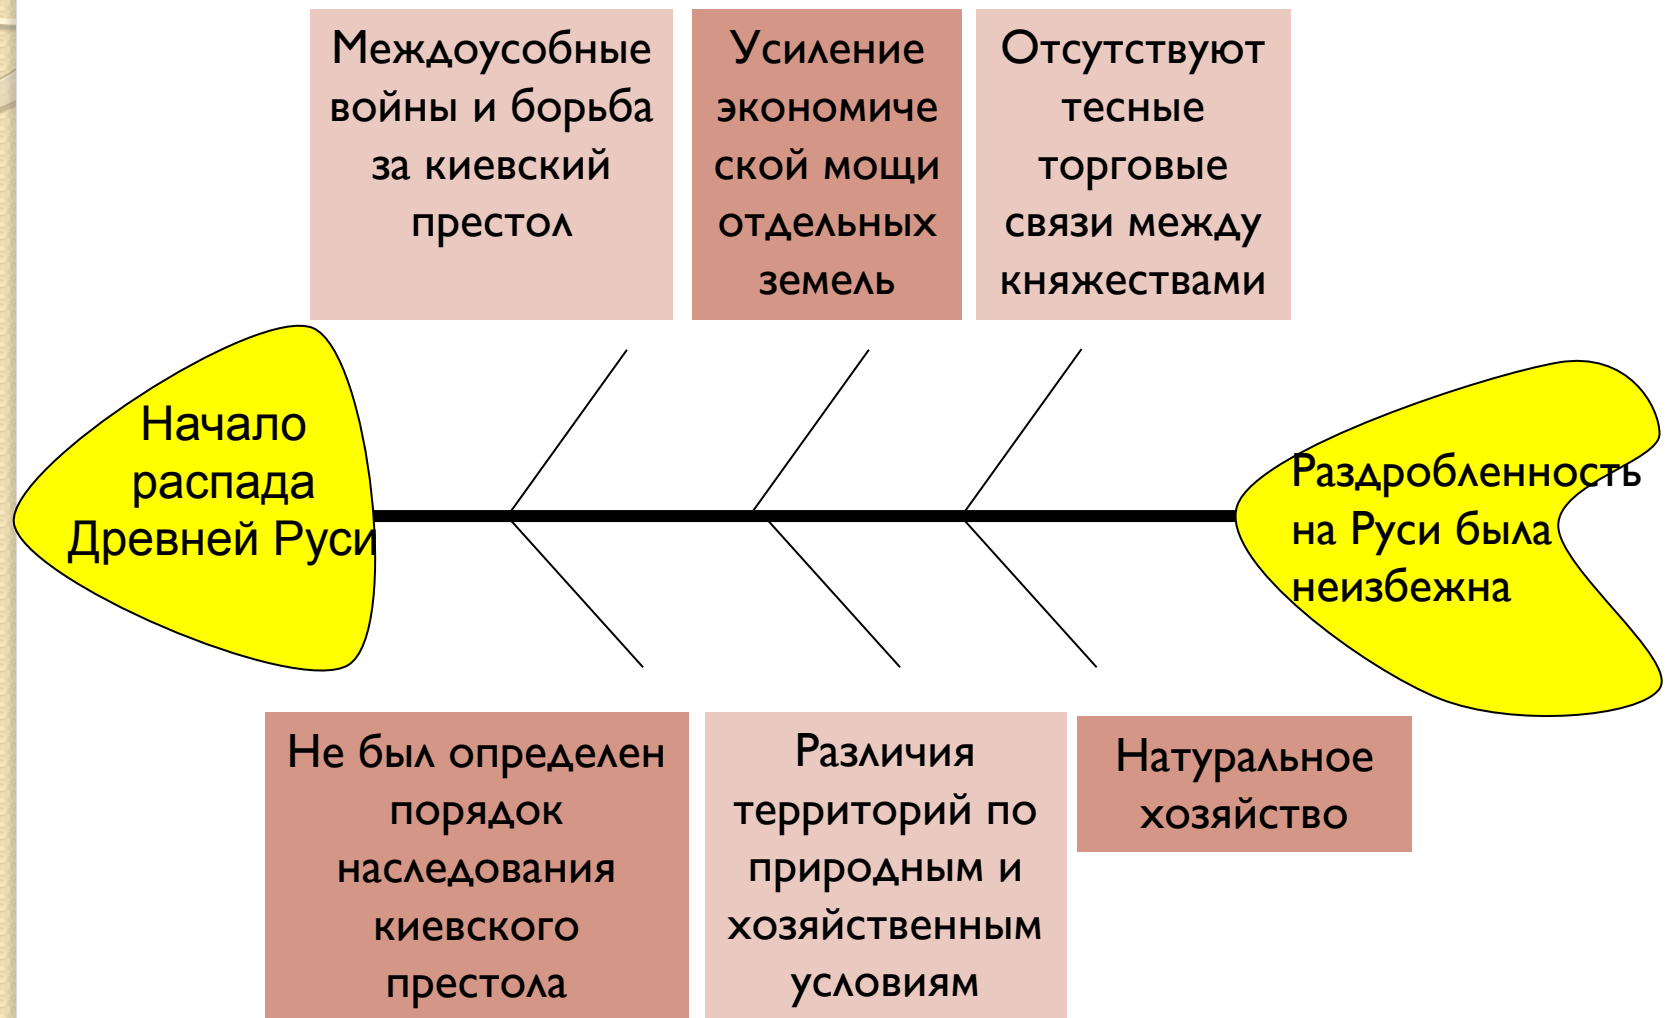 Междоусобные
войны и борьба
за киевский
престол
Усиление
экономиче
ской мощи
отдельных
земель
Отсутствуют
тесные
торговые
связи между
княжествами
Начало
распада
Древней Руси
Раздробленность
на Руси была
неизбежна
Не был определен
порядок
наследования
киевского
престола
Различия
территорий по
природным и
хозяйственным
условиям
Натуральное
хозяйство